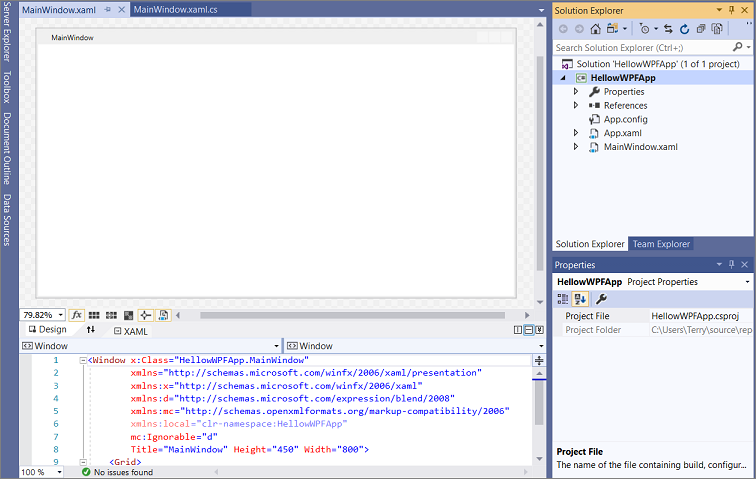 Server Explorer
Toolbox
Document Outline
Data Sources
MainWindow.xaml
MainWindow.xaml.cs
MainWindow
79.82%
fx
Design
XAML
Window
Window
1 <Window x:Class="HellowWPFApp.MainWindow"
2 xmlns="http://schemas.microsoft.com/winfx/2006/xaml/presentation"
3 xmlns:x="http://schemas.microsoft.com/winfx/2006/xaml"
4 xmlns:d="http://schemas.microsoft.com/expression/blend/2008"
5 xmlns:mc="http://schemas.openxmlformats.org/markup-compatibility/2006"
6 xmlns:local="clr-namespace:HellowWPFApp"
7 mc:Ignorable="d"
8 Title="MainWindow" Height="450" Width="800">
9 <Grid>
100 % No issues found
Solution Explorer
Search Solution Explorer (Ctrl+;)
Solution 'HellowWPFApp' (1 of 1 project)
HellowWPFApp
Properties
References
App.config
App.xaml
MainWindow.xaml
Solution Explorer Team Explorer
Properties
HellowWPFApp Project Properties
Project File HellowWPFApp.csproj
Project Folder C:\Users\Terry\source\rep
Project File
The name of the file containing build, configur...